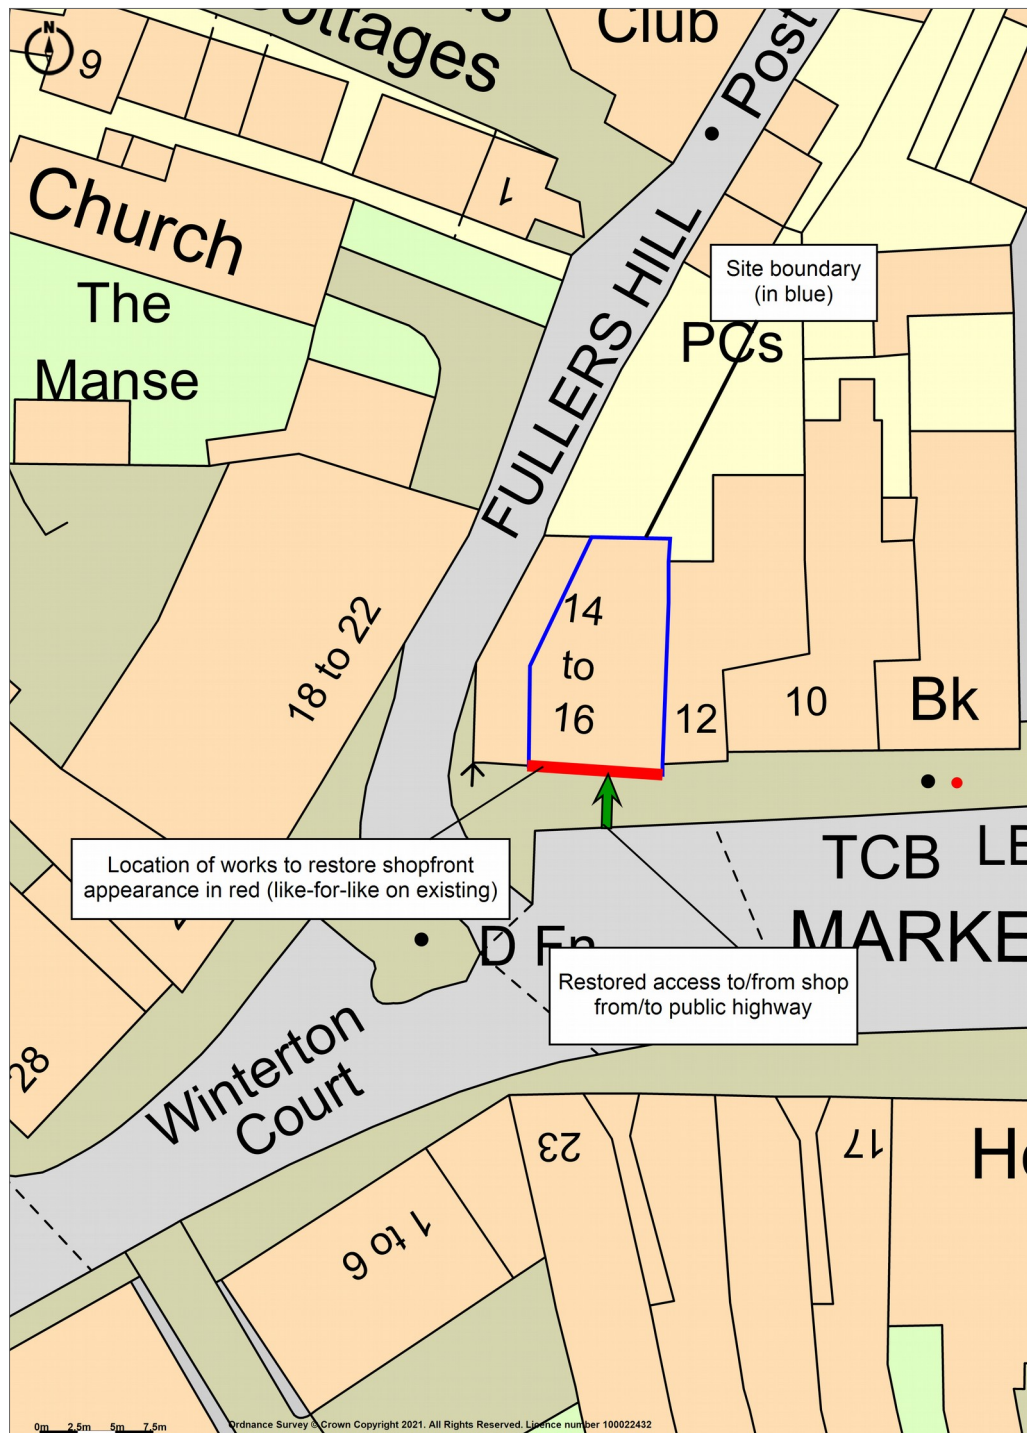 Cottages
Club
Post
N
6
1
Church
The
Manse
FULLERS HILL
Site boundary
(in blue)
PCs
18 to 22
14
to
16
12
10
Bk
Location of works to restore shopfront
appearance in red (like-for-like on existing)
TCB
LB
D Fn
MARKE
Restored access to/from shop
from/to public highway
28
Winterton
Court
23
17
Ho
1 to 6
0m 2.5m 5m 7.5m
Ordnance Survey © Crown Copyright 2021. All Rights Reserved. Licence number 100022432